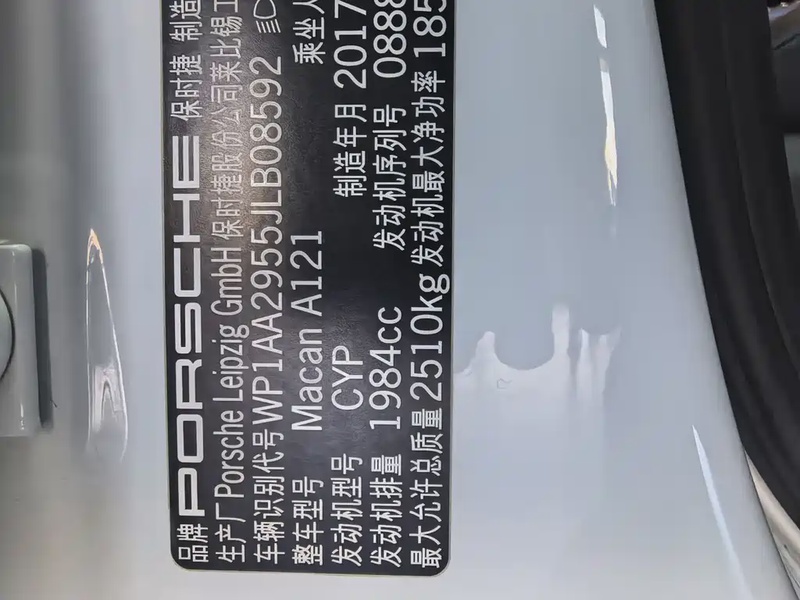 品牌 PORSCHE 保时捷 制造
生产厂 Porsche Leipzig GmbH 保时捷股份公司莱比锡工
车辆识别代号 WP1AA2955JLB08592
整车型号 Macan A121 乘坐人
发动机型号 CYP 制造年月 2017
发动机排量 1984cc 发动机序列号 0888
最大允许总质量 2510kg 发动机最大净功率 185